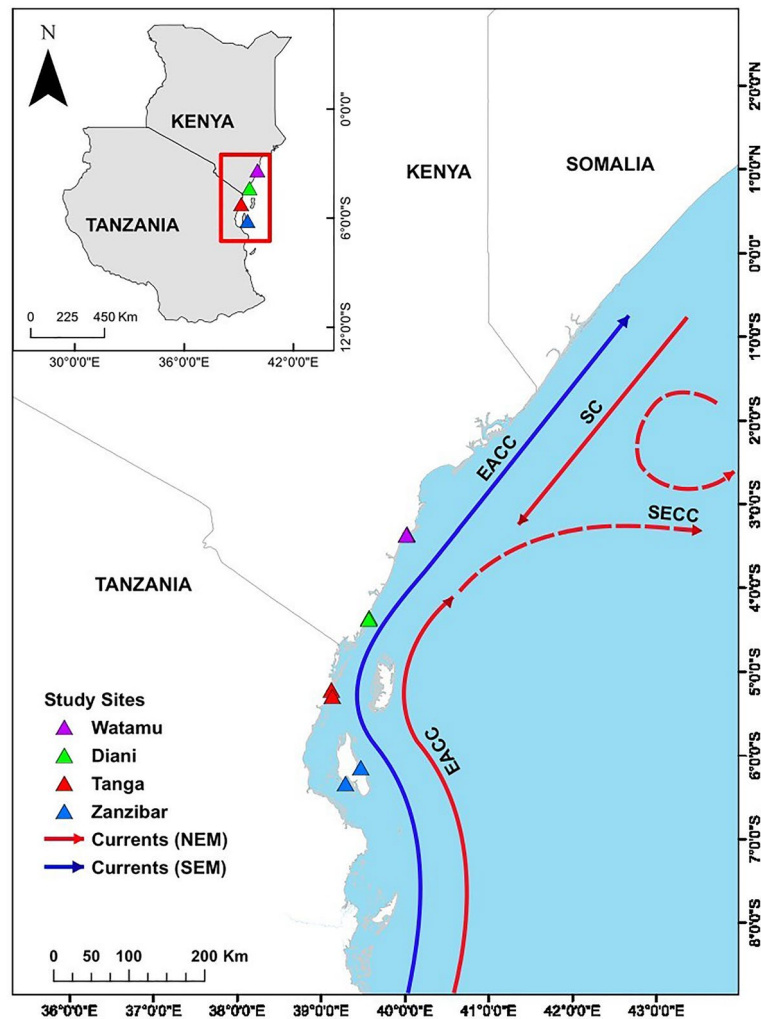 N
KENYA
TANZANIA
0 225 450 Km
0°0'0"
6°0'0"S
12°0'0"S
30°0'0"E 36°0'0"E 42°0'0"E
KENYA
SOMALIA
TANZANIA
EACC
SC
SECC
EACC
Study Sites
Watamu
Diani
Tanga
Zanzibar
Currents (NEM)
Currents (SEM)
0 50 100 200 Km
2°0'0"N
1°0'0"N
0°0'0"
1°0'0"S
2°0'0"S
3°0'0"S
4°0'0"S
5°0'0"S
6°0'0"S
7°0'0"S
8°0'0"S
36°0'0"E 37°0'0"E 38°0'0"E 39°0'0"E 40°0'0"E 41°0'0"E 42°0'0"E 43°0'0"E